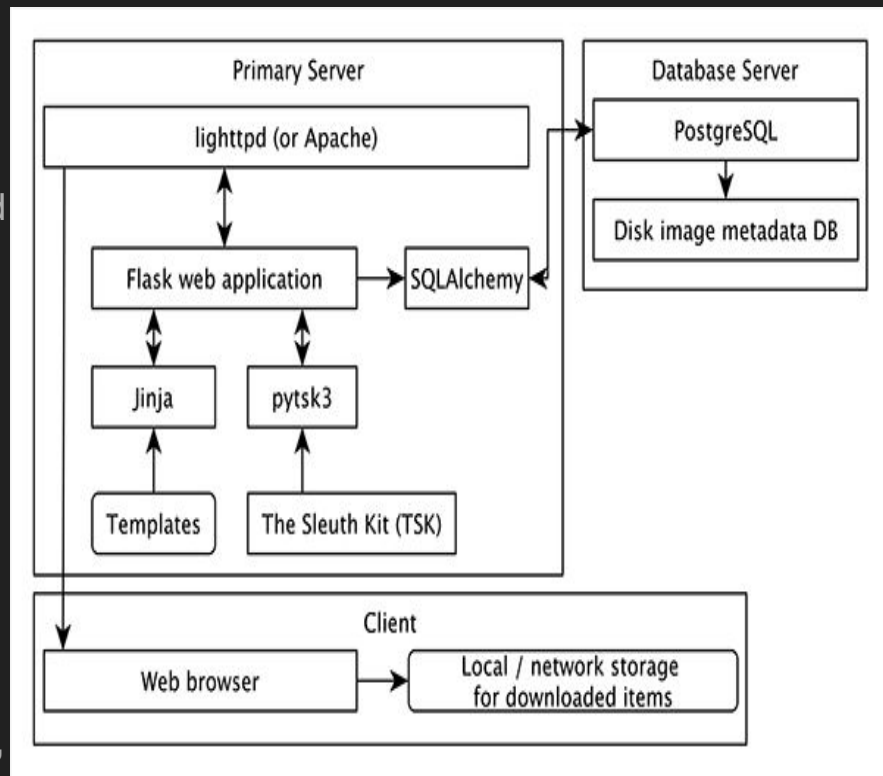 Primary Server
lighttpd (or Apache)
Flask web application
SQLAlchemy
Jinja
pytsk3
Templates
The Sleuth Kit (TSK)
Database Server
PostgreSQL
Disk image metadata DB
Client
Web browser
Local / network storage
for downloaded items